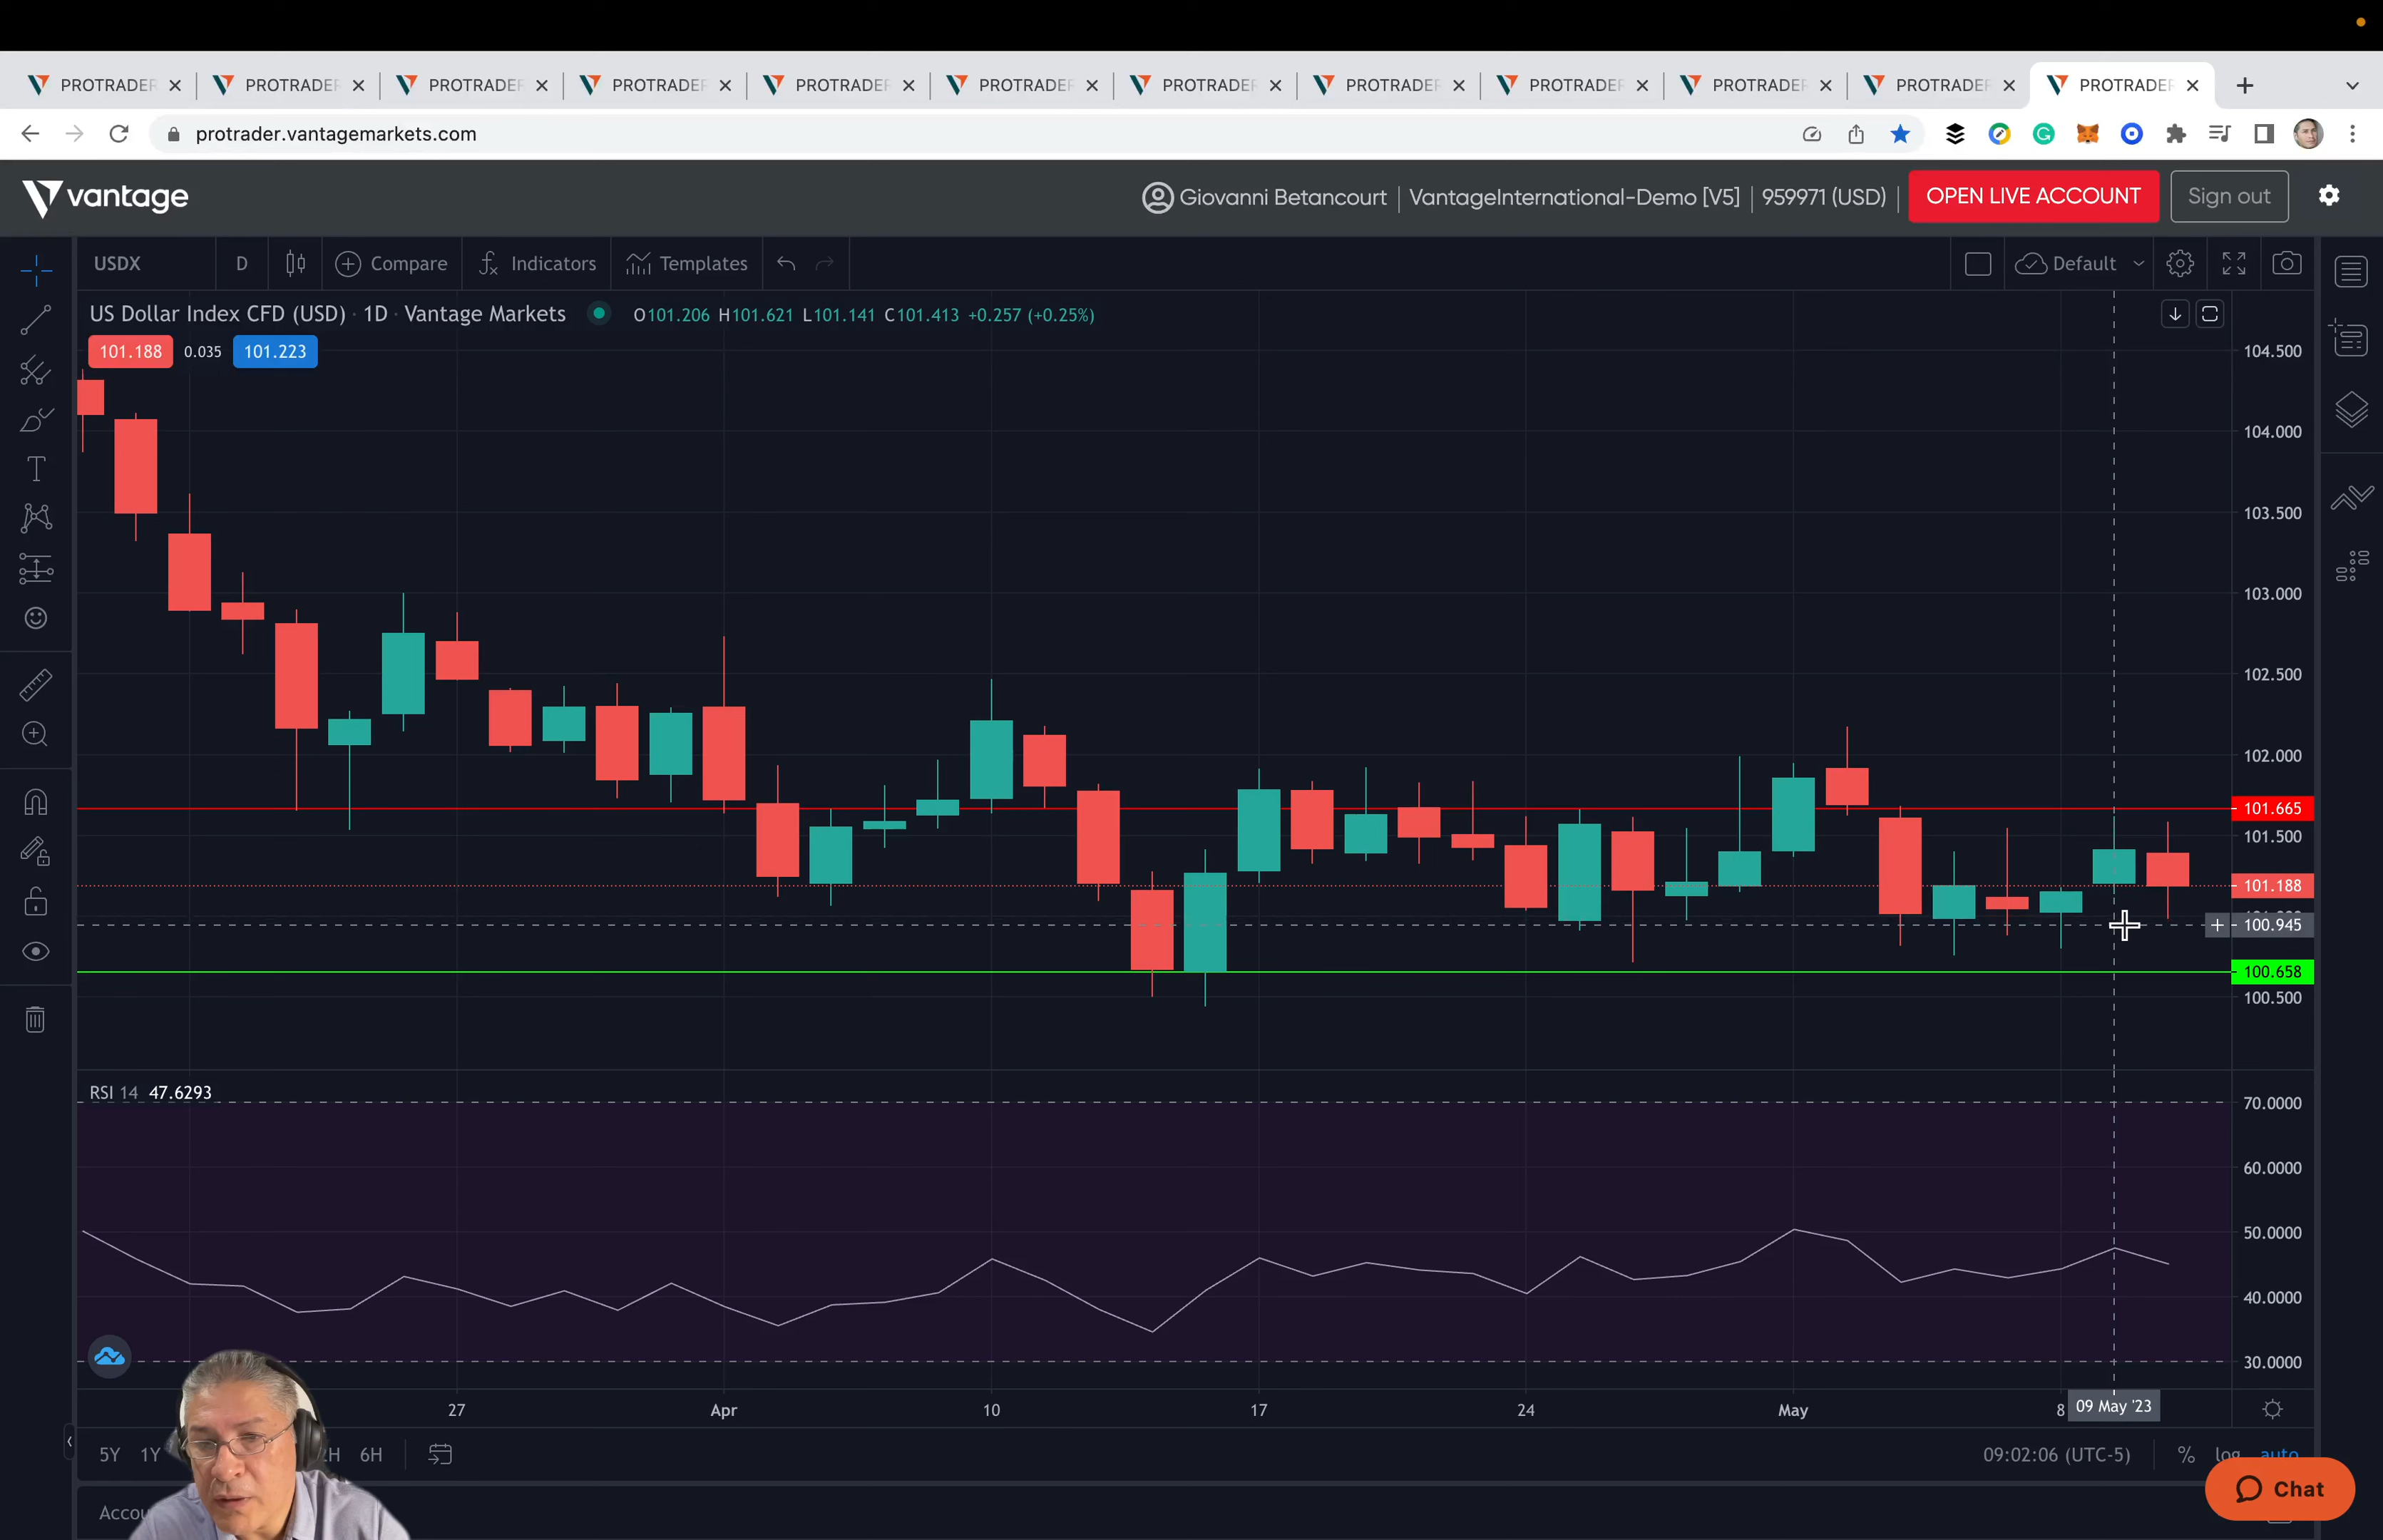 PROTRADER PROTRADER PROTRADER PROTRADER PROTRADER PROTRADER PROTRADER PROTRADER PROTRADER PROTRADER PROTRADER PROTRADER
protrader.vantagemarkets.com
vantage
Giovanni Betancourt | VantageInternational-Demo [V5] | 959971 (USD) | OPEN LIVE ACCOUNT Sign out
USDX D Compare Indicators Templates Default
US Dollar Index CFD (USD) · 1D · Vantage Markets O101.206 H101.621 L101.141 C101.413 +0.257 (+0.25%)
101.188 0.035 101.223
104.500
104.000
103.500
103.000
102.500
102.000
101.665
101.500
101.188
100.945
100.658
100.500
RSI 14 47.6293
70.0000
60.0000
50.0000
40.0000
30.0000
27 Apr 10 17 24 May 8 09 May '23
5Y 1Y 6H 09:02:06 (UTC-5) % log auto
Chat